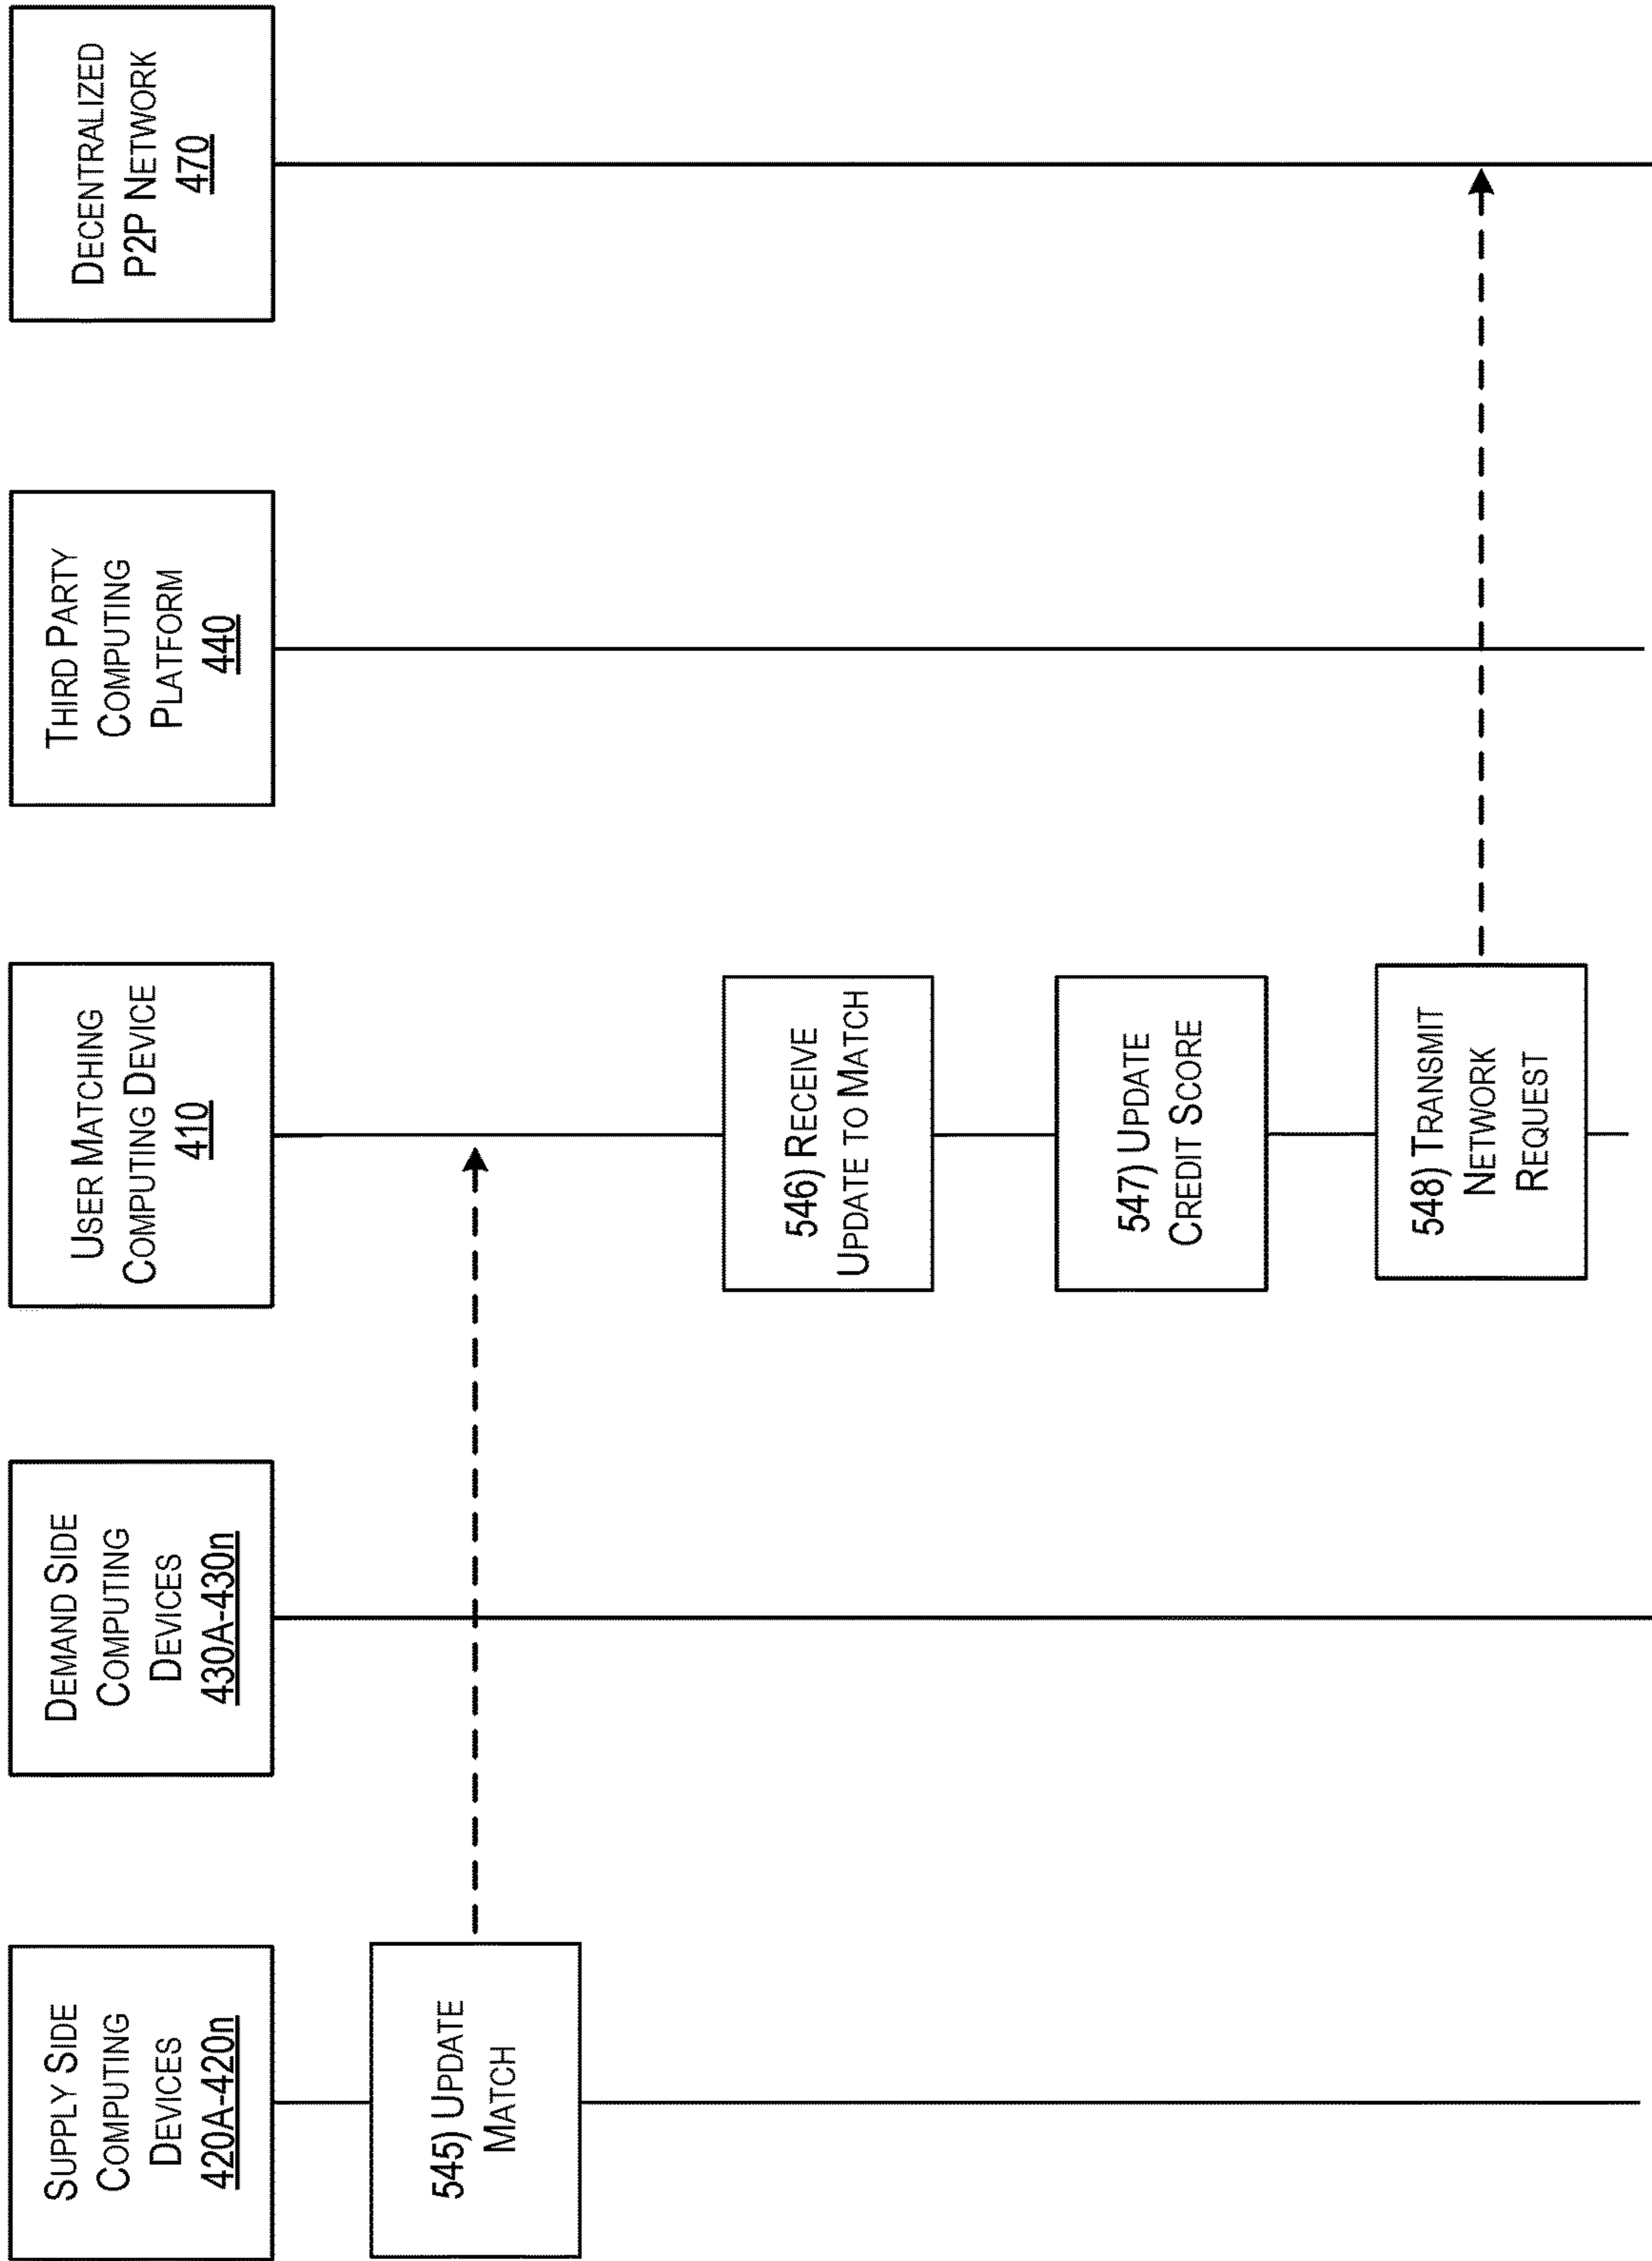 SUPPLY SIDE
COMPUTING
DEVICES
420A-420n
DEMAND SIDE
COMPUTING
DEVICES
430A-430n
USER MATCHING
COMPUTING DEVICE
410
THIRD PARTY
COMPUTING
PLATFORM
440
DECENTRALIZED
P2P NETWORK
470
545) UPDATE
MATCH
546) RECEIVE
UPDATE TO MATCH
547) UPDATE
CREDIT SCORE
548) TRANSMIT
NETWORK
REQUEST